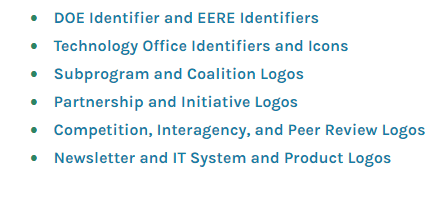 DOE Identifier and EERE Identifiers
Technology Office Identifiers and Icons
Subprogram and Coalition Logos
Partnership and Initiative Logos
Competition, Interagency, and Peer Review Logos
Newsletter and IT System and Product Logos